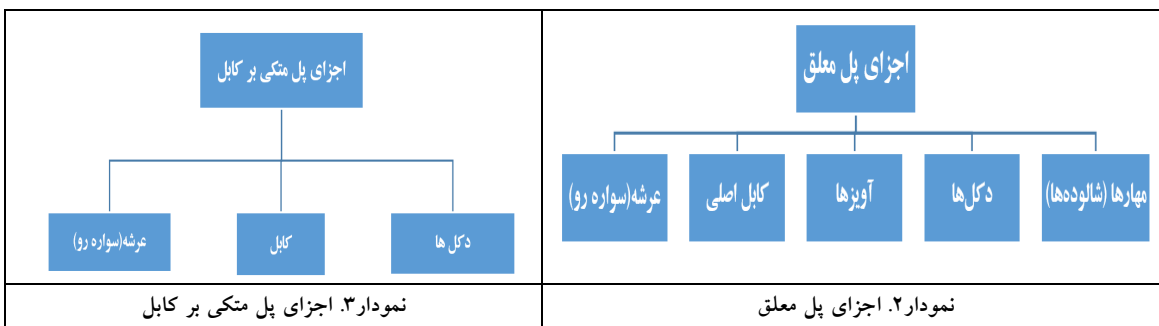 اجزای پل معلق
مهارها (شالوده‌ها)
دکل‌ها
آویزها
کابل اصلی
عرشه(سواره رو)
نمودار۲. اجزای پل معلق
اجزای پل متکی بر کابل
دکل ها
کابل
عرشه(سواره رو)
نمودار۳. اجزای پل متکی بر کابل